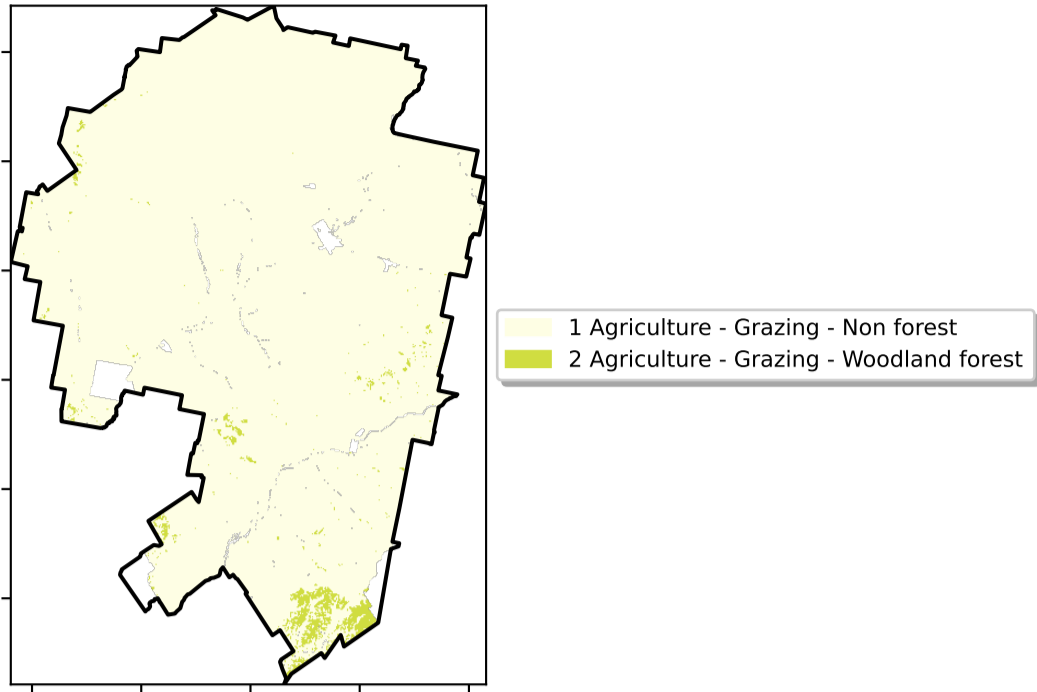 1 Agriculture - Grazing - Non forest
2 Agriculture - Grazing - Woodland forest